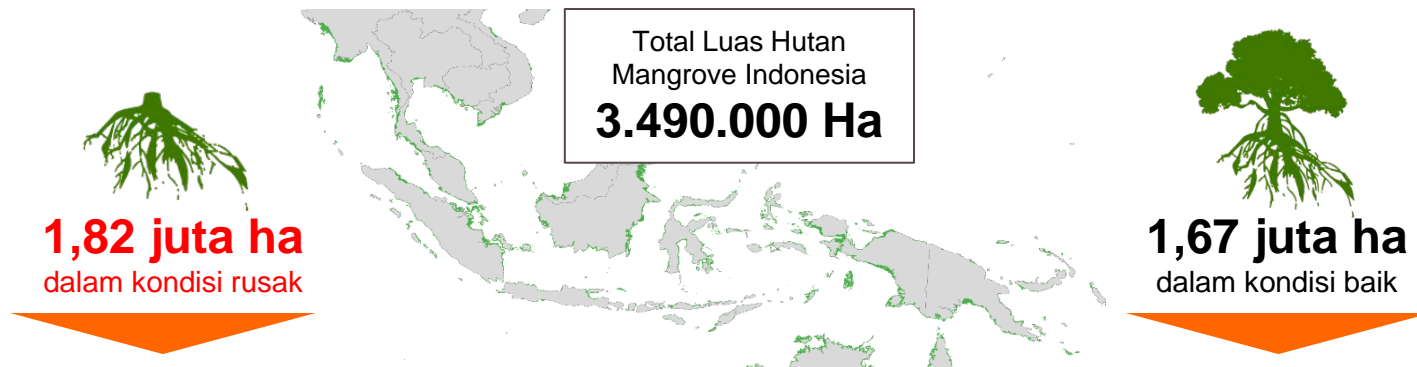 Total Luas Hutan
Mangrove Indonesia
3.490.000 Ha
1,82 juta ha
dalam kondisi rusak
1,67 juta ha
dalam kondisi baik